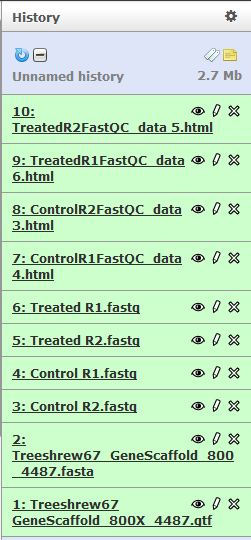 History
Unnamed history
2.7 Mb
10:
TreatedR2FastQC_data 5.html
9: TreatedR1FastQC_data
6.html
8: ControlR2FastQC_data
3.html
7: ControlR1FastQC_data
4.html
6: Treated R1.fastq
5: Treated R2.fastq
4: Control R1.fastq
3: Control R2.fastq
2:
Treeshrew67_GeneScaffold_800
_4487.fasta
1: Treeshrew67
GeneScaffold_800X_4487.gtf